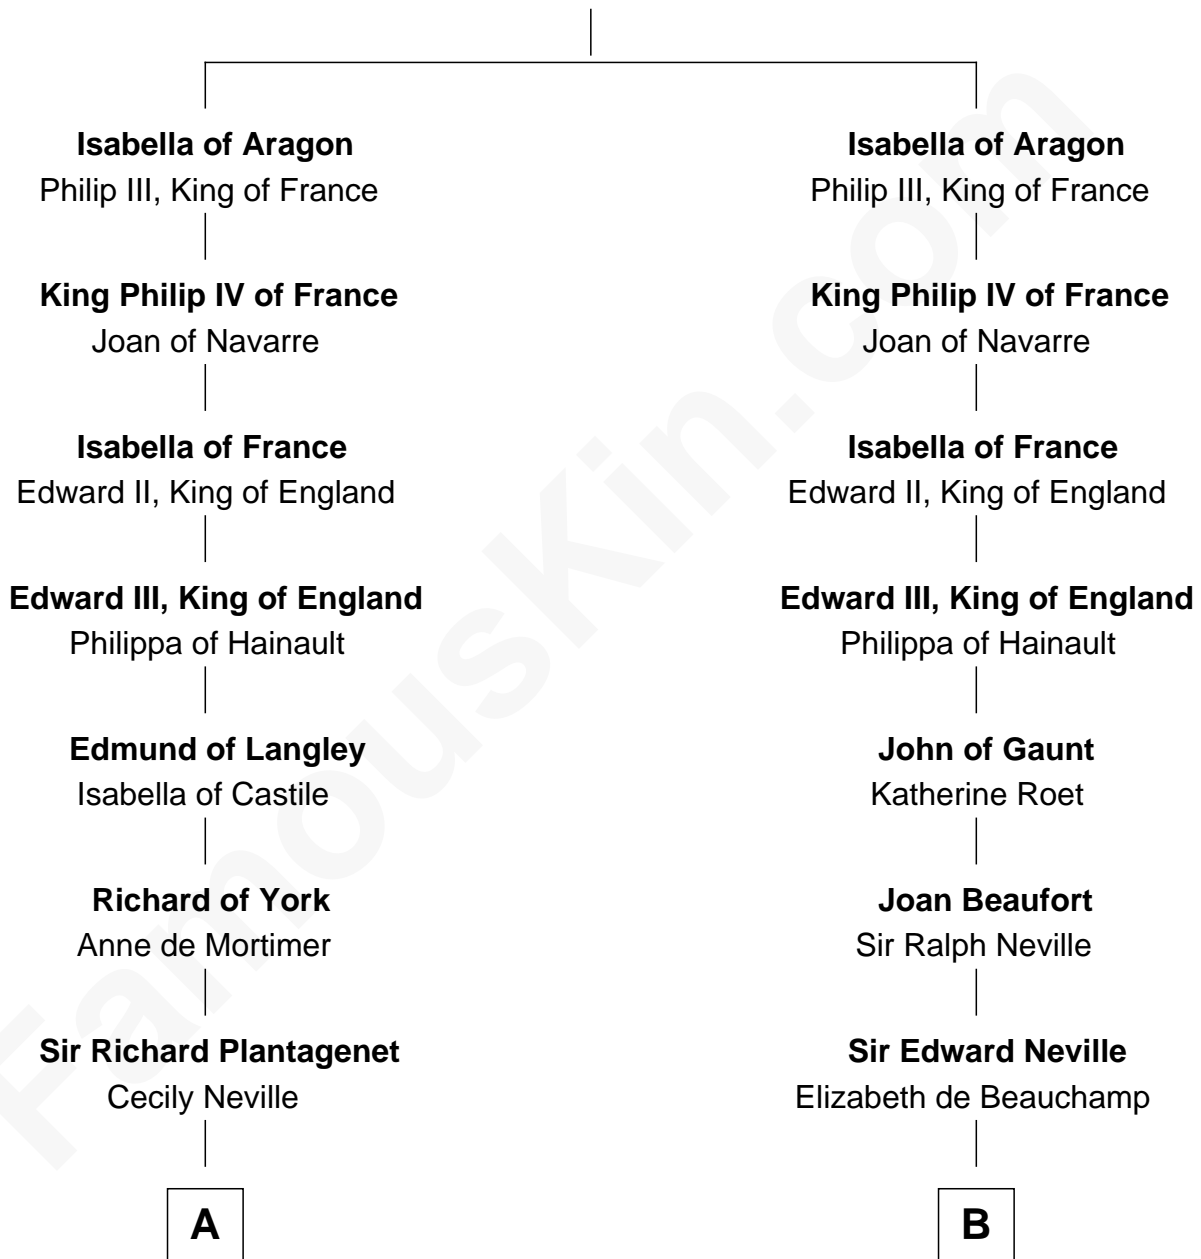 Isabella of Aragon
Philip III, King of France
King Philip IV of France
Joan of Navarre
Isabella of France
Edward II, King of England
Edward III, King of England
Philippa of Hainault
Edmund of Langley
Isabella of Castile
Richard of York
Anne de Mortimer
Sir Richard Plantagenet
Cecily Neville
A
Isabella of Aragon
Philip III, King of France
King Philip IV of France
Joan of Navarre
Isabella of France
Edward II, King of England
Edward III, King of England
Philippa of Hainault
John of Gaunt
Katherine Roet
Joan Beaufort
Sir Ralph Neville
Sir Edward Neville
Elizabeth de Beauchamp
B
FamousKin.com